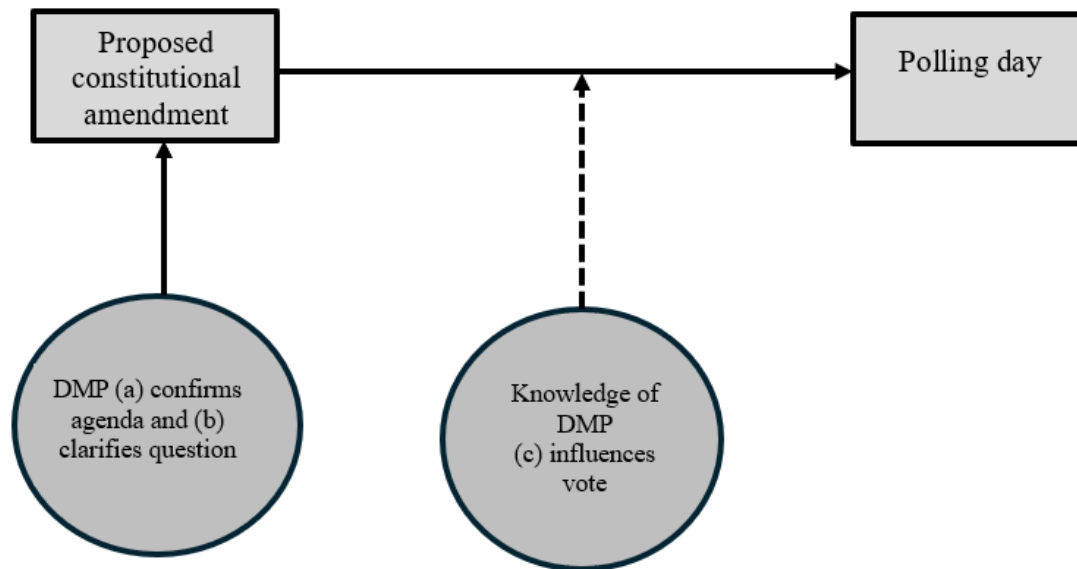 Proposed
constitutional
amendment
Polling day
DMP (a) confirms
agenda and (b)
clarifies question
Knowledge of
DMP
(c) influences
vote